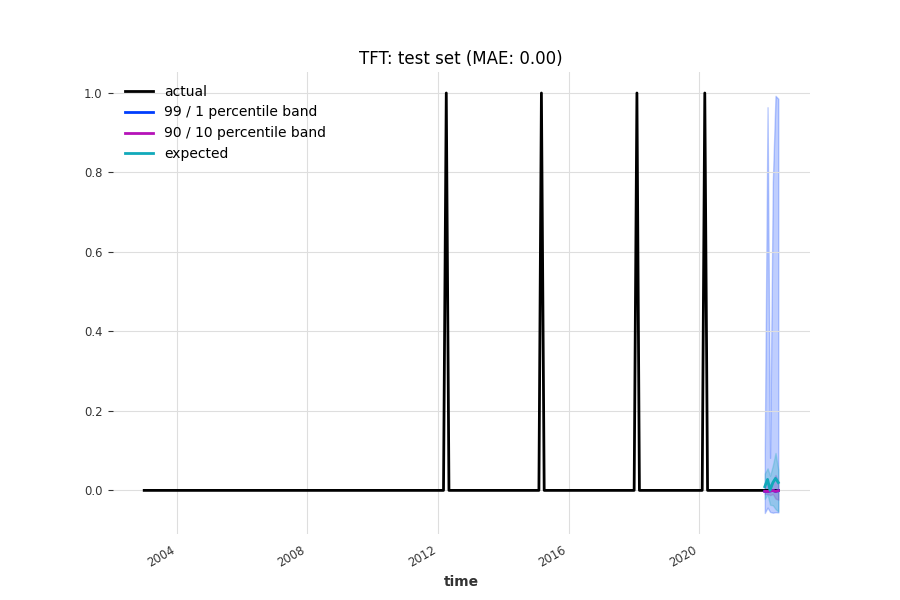 TFT: test set (MAE: 0.00)
actual
99 / 1 percentile band
90 / 10 percentile band
expected
1.0
0.8
0.6
0.4
0.2
0.0
2004
2008
2012
2016
2020
time